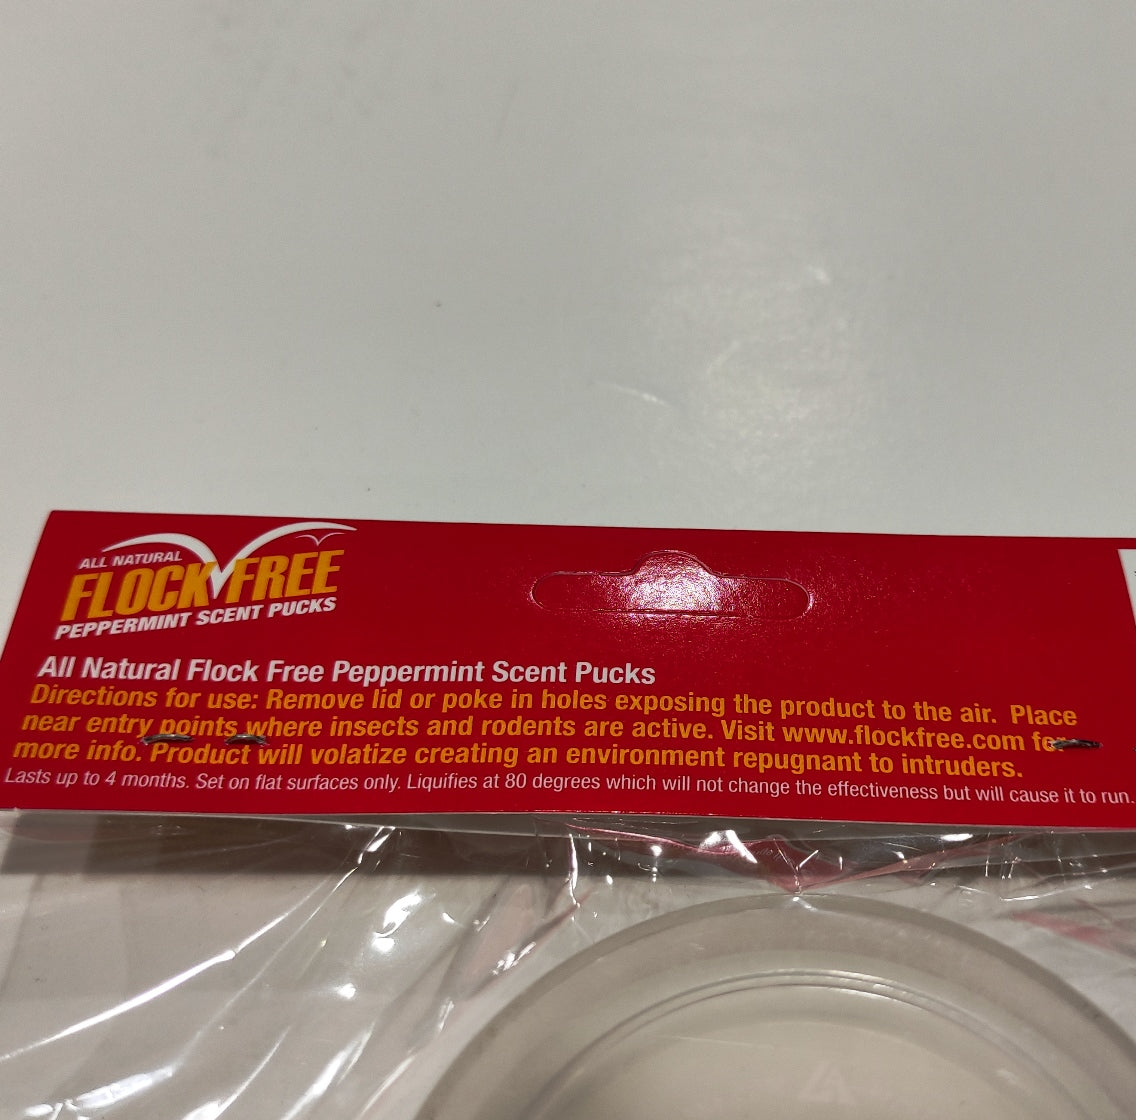 ALL NATURAL
FLOCK FREE
PEPPERMINT SCENT PUCKS
All Natural Flock Free Peppermint Scent Pucks
Directions for use: Remove lid or poke in holes exposing the product to the air. Place
near entry points where insects and rodents are active. Visit www.flockfree.com for
more info. Product will volatize creating an environment repugnant to intruders.
Lasts up to 4 months. Set on flat surfaces only. Liquifies at 80 degrees which will not change the effectiveness but will cause it to run.